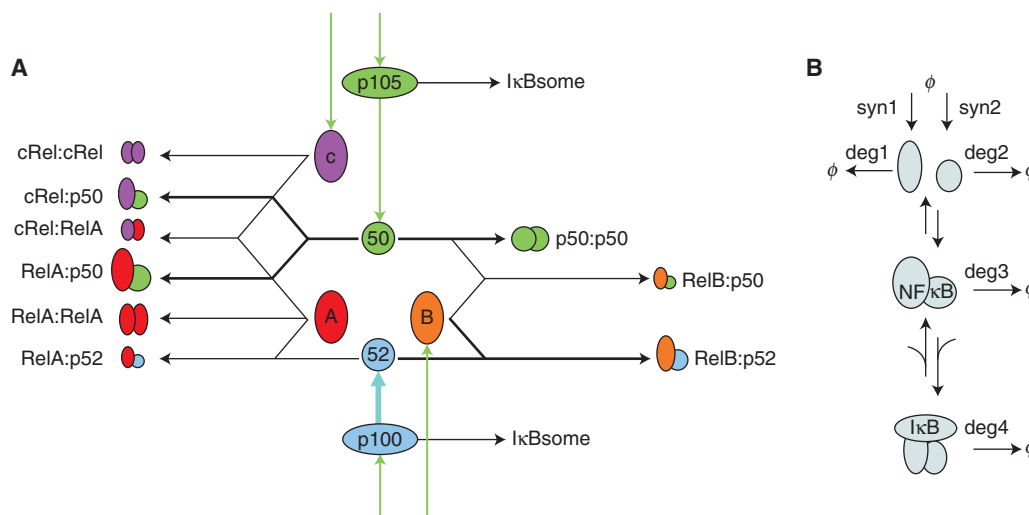 A
p105
IκBsome
cRel:cRel
c
cRel:p50
cRel:RelA
50
p50:p50
RelA:p50
RelB:p50
RelA:RelA
A
B
RelA:p52
52
RelB:p52
p100
IκBsome
B
ϕ
syn1
syn2
deg1
deg2
ϕ
ϕ
NF
κB
deg3
ϕ
IκB
deg4
ϕ